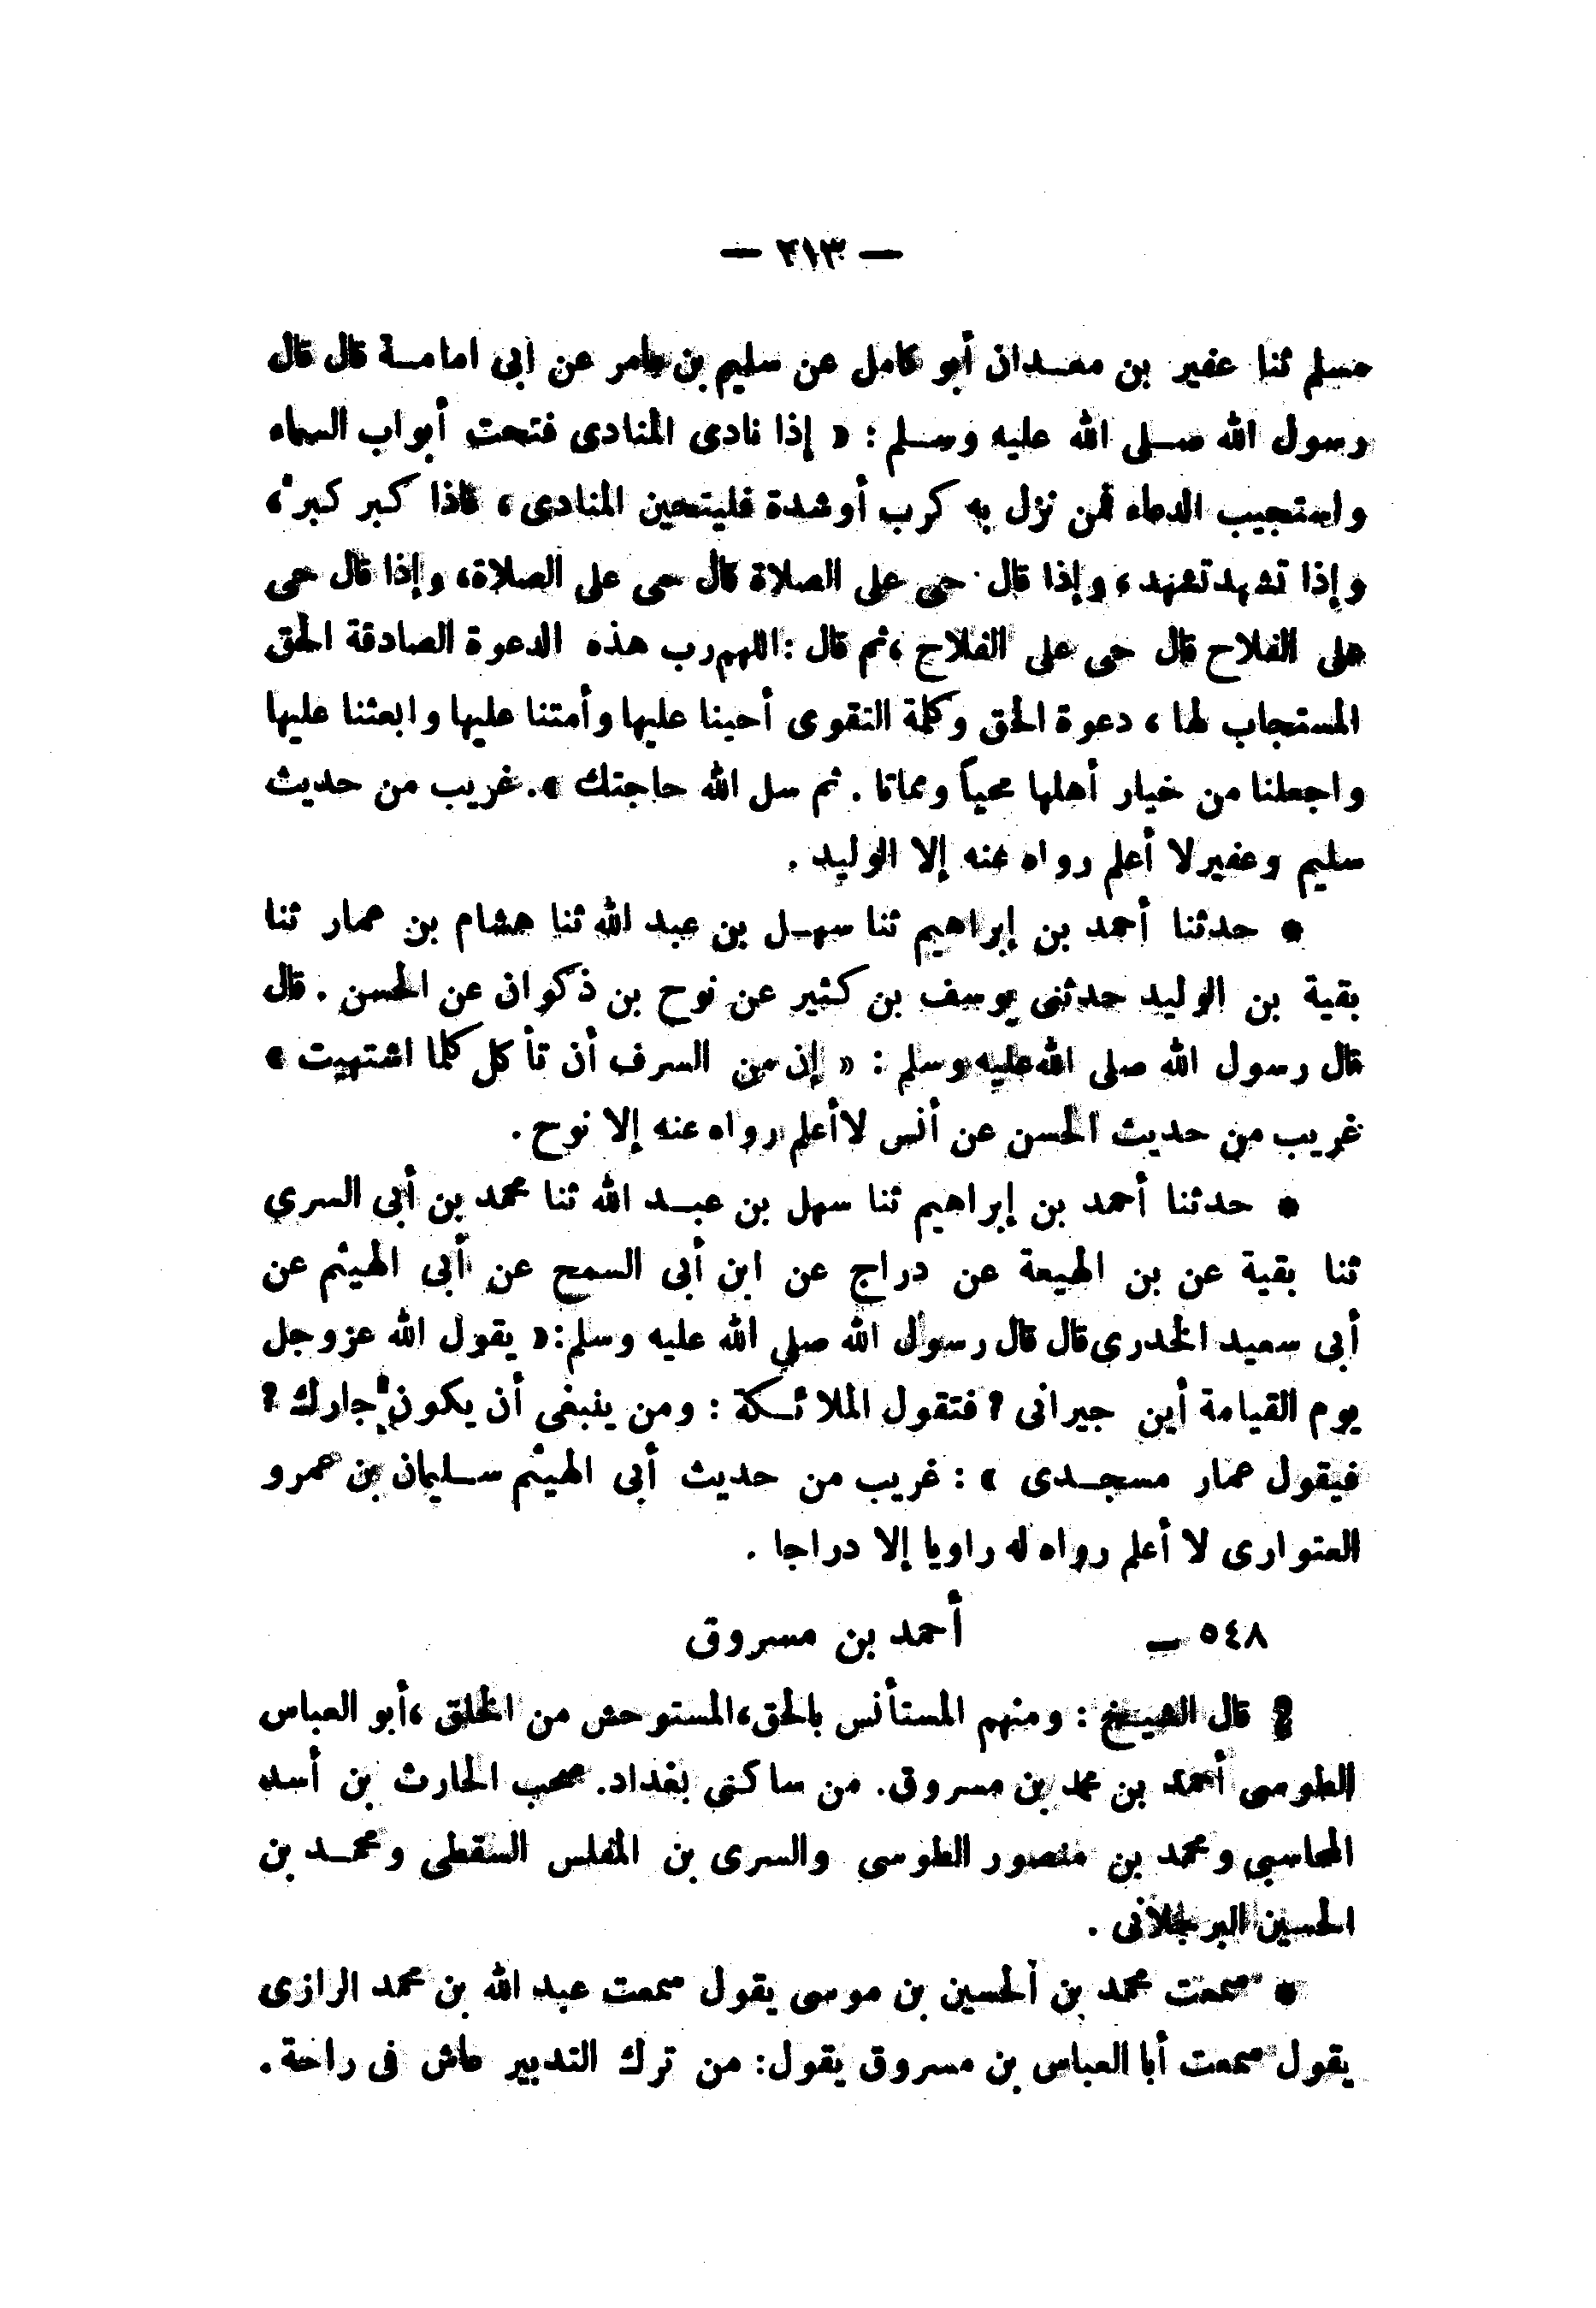 — ٢١٣ —
مسلم ثنا عفير بن معدان أبو كامل عن سليم بن عامر عن أبى امامة قال قال
رسول الله صلى الله عليه وسلم : « إذا نادى المنادى فتحت أبواب السماء
واستجيب الدعاء فمن نزل به كرب أو شدة فليتحين المنادى ، فاذا كبر كبر ،
وإذا تشهد تشهد ، وإذا قال حى على الصلاة قال حى على الصلاة ، وإذا قال حى
على الفلاح قال حى على الفلاح ، ثم قال : اللهم رب هذه الدعوة الصادقة الحق
المستجاب لها ، دعوة الحق وكلمة التقوى أحينا عليها وأمتنا عليها وابعثنا عليها
واجعلنا من خيار أهلها محياً ومماتا . ثم سل الله حاجتك » . غريب من حديث
سليم وعفير لا أعلم رواه عنه إلا الوليد .
* حدثنا أحمد بن إبراهيم ثنا سهل بن عبد الله ثنا هشام بن عمار ثنا
بقية بن الوليد حدثنى يوسف بن كثير عن نوح بن ذكوان عن الحسن . قال
قال رسول الله صلى الله عليه وسلم : « إن من السرف أن تأكل كلما اشتهيت »
غريب من حديث الحسن عن أنس لا أعلم رواه عنه إلا نوح .
* حدثنا أحمد بن إبراهيم ثنا سهل بن عبد الله ثنا محمد بن أبى السرى
ثنا بقية عن بن الهيعة عن دراج عن ابن أبى السمح عن أبى الهيثم عن
أبى سعيد الخدرى قال قال رسول الله صلى الله عليه وسلم : « يقول الله عز وجل
يوم القيامة أين جيرانى ؟ فتقول الملائكة : ومن ينبغى أن يكون جارك ؟
فيقول عمار مسجدى » : غريب من حديث أبى الهيثم سليمان بن عمرو
العتوارى لا أعلم رواه له راويا إلا دراجا .
٥٤٨ — أحمد بن مسروق
قال الشيخ : ومنهم المستأنس بالحق ، المستوحش من الخلق ، أبو العباس
الطوسى أحمد بن محمد بن مسروق . من ساكنى بغداد . صحب الحارث بن أسد
المحاسبى ومحمد بن منصور الطوسى والسرى بن المفلس السقطى ومحمد بن
الحسين البرجلانى .
* سمعت محمد بن الحسين بن موسى يقول سمعت عبد الله بن محمد الرازى
يقول سمعت أبا العباس بن مسروق يقول : من ترك التدبير عاش فى راحة .